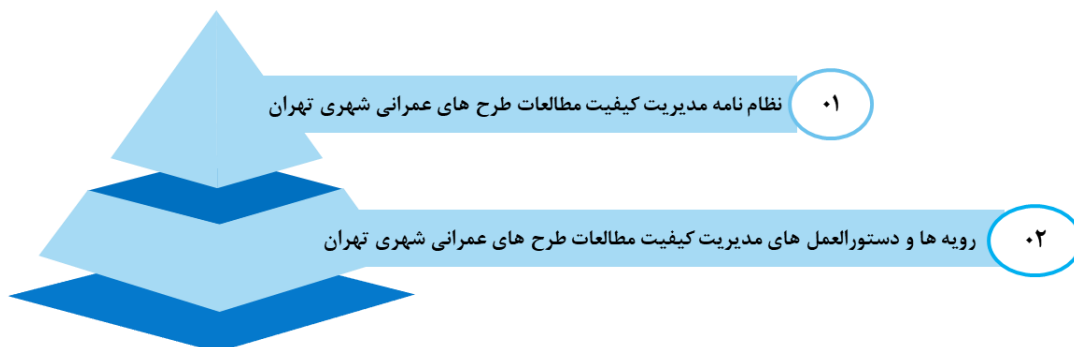 ۰۱
نظام نامه مدیریت کیفیت مطالعات طرح های عمرانی شهری تهران
۰۲
رویه ها و دستورالعمل های مدیریت کیفیت مطالعات طرح های عمرانی شهری تهران